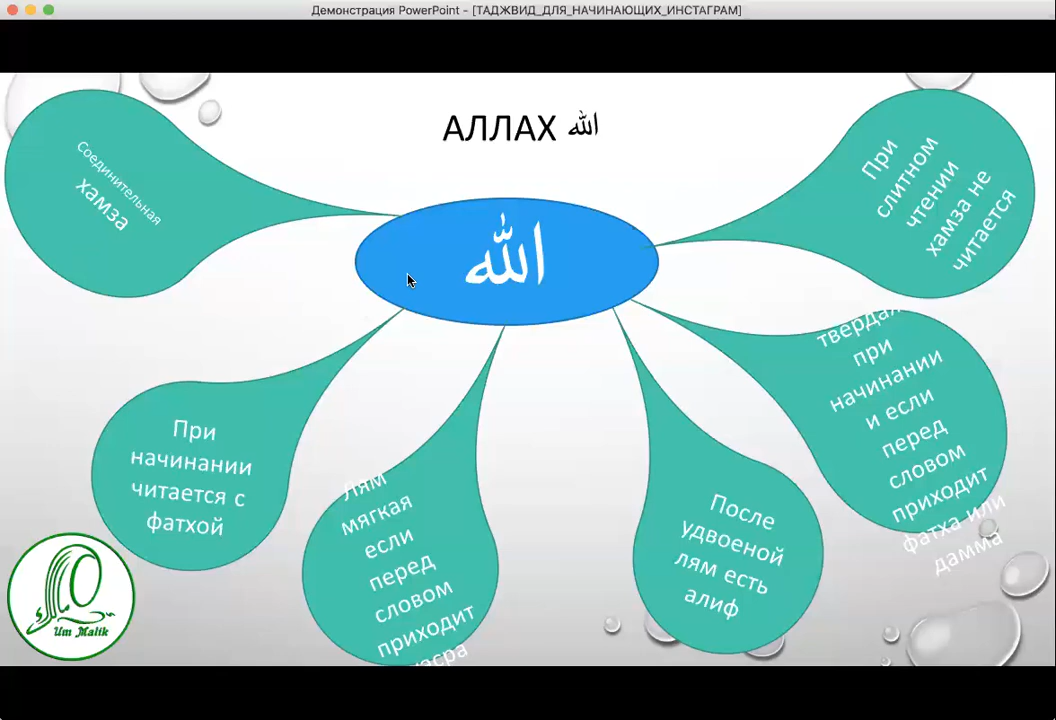 Демонстрация PowerPoint - [ТАДЖВИД_ДЛЯ_НАЧИНАЮЩИХ_ИНСТАГРАМ]
АЛЛАХ الله
الله
Соединительная
хамза
При
слитном
чтении
хамза не
читается
При
начинании
читается с
фатхой
Лям
мягкая
если
перед
словом
приходит
касра
После
удвоеной
лям есть
алиф
твердая
при
начинании
и если
перед
словом
приходит
фатха или
дамма
Um Malik